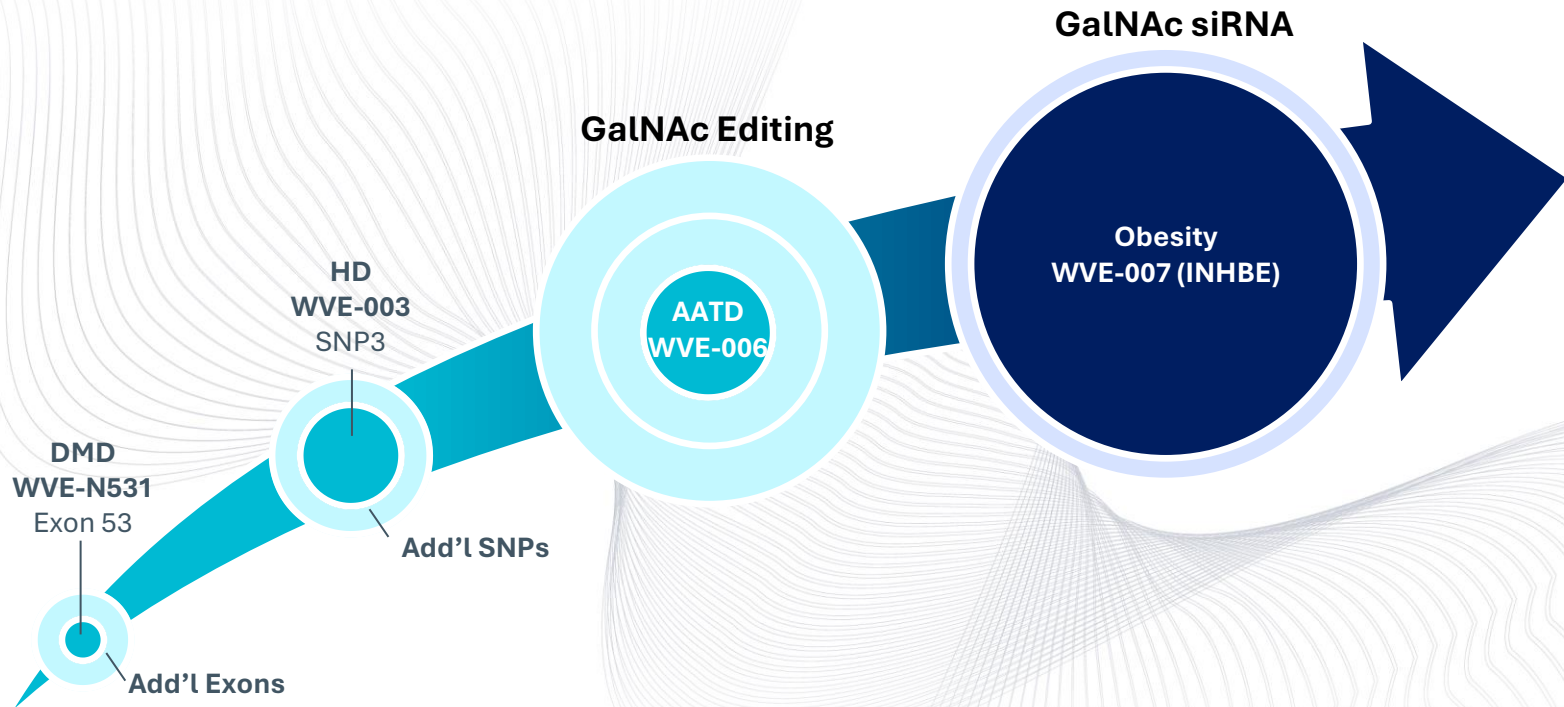 GalNAc siRNA
GalNAc Editing
Obesity
WVE-007 (INHBE)
HD
WVE-003
SNP3
AATD
WVE-006
DMD
WVE-N531
Exon 53
Add’l SNPs
Add’l Exons